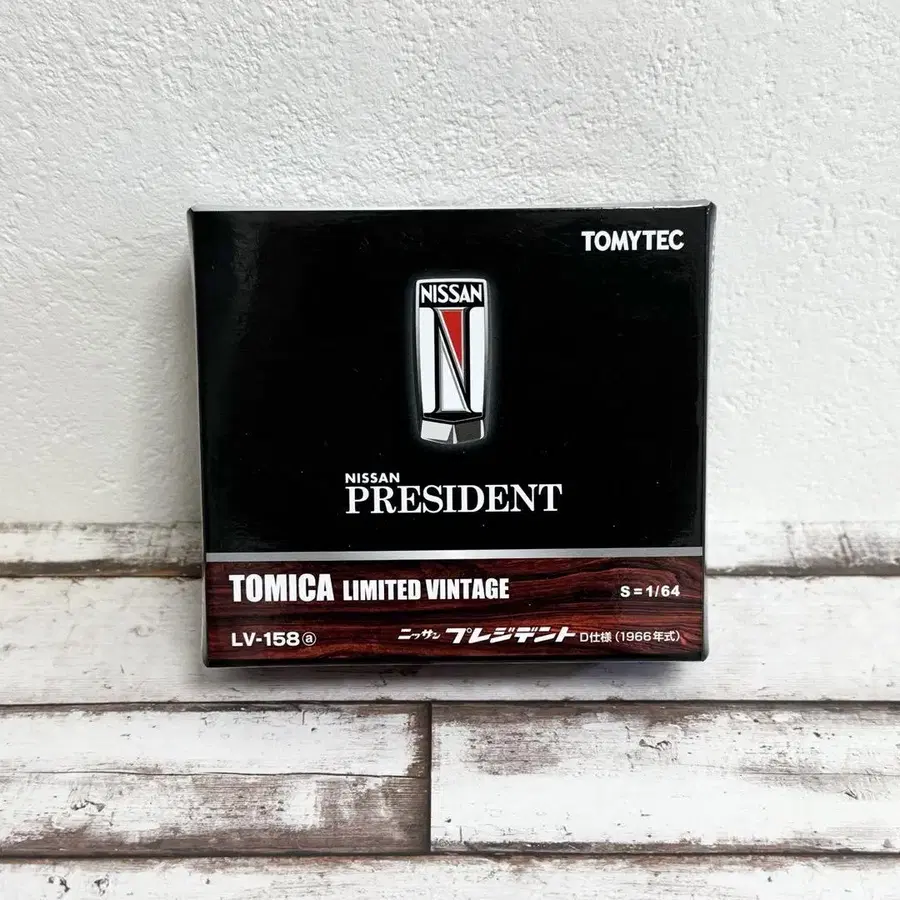 TOMYTEC
NISSAN
N
NISSAN
PRESIDENT
TOMICA LIMITED VINTAGE S=1/64
LV-158ⓐ ニッサン プレジデント D仕様 (1966年式)